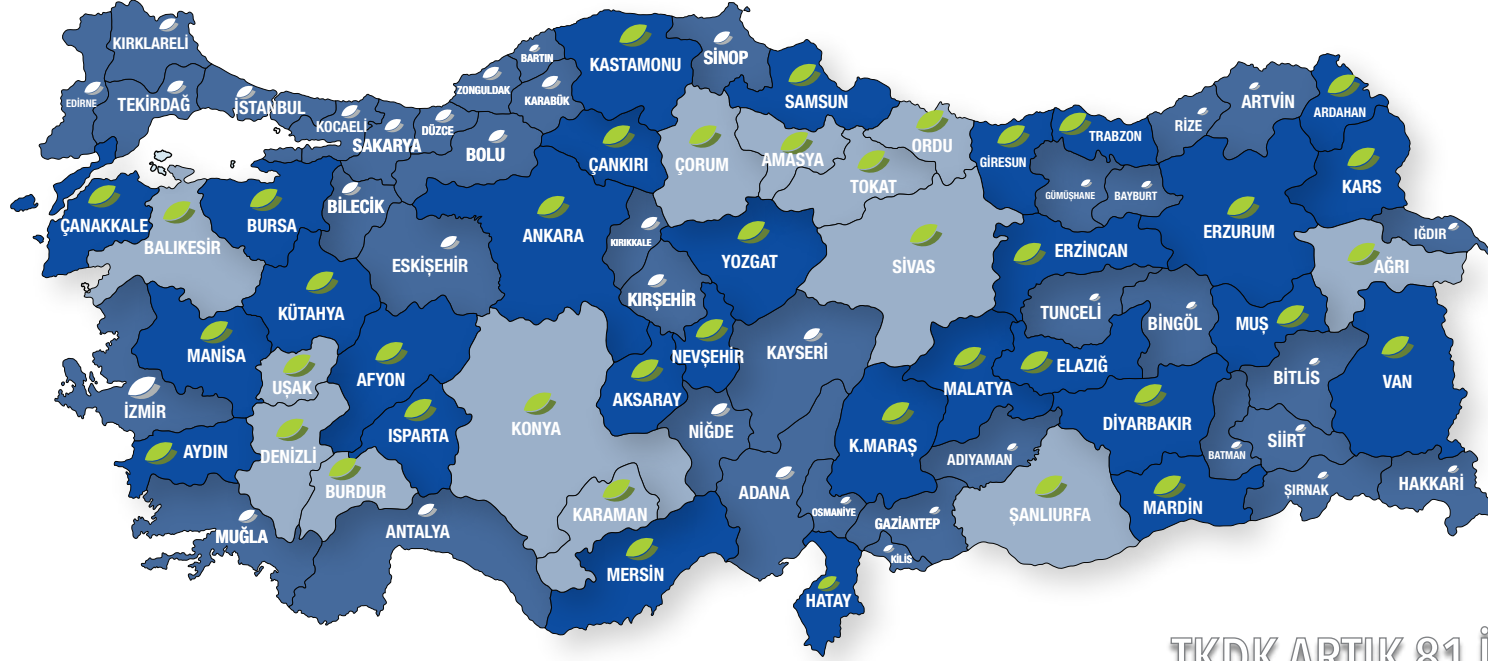 KIRKLARELİ
EDİRNE
TEKİRDAĞ
İSTANBUL
KOCAELİ
SAKARYA
DÜZCE
BOLU
ZONGULDAK
BARTIN
KARABÜK
KASTAMONU
SİNOP
SAMSUN
ÇANKIRI
ÇORUM
AMASYA
TOKAT
ORDU
GİRESUN
TRABZON
RİZE
ARTVİN
ARDAHAN
KARS
GÜMÜŞHANE
BAYBURT
ERZURUM
IĞDIR
AĞRI
ÇANAKKALE
BALIKESİR
BURSA
BİLECİK
ESKİŞEHİR
ANKARA
KIRIKKALE
YOZGAT
SİVAS
ERZİNCAN
KÜTAHYA
KIRŞEHİR
TUNCELİ
BİNGÖL
MUŞ
MANİSA
UŞAK
AFYON
NEVŞEHİR
KAYSERİ
AKSARAY
MALATYA
ELAZIĞ
BİTLİS
VAN
İZMİR
AYDIN
DENİZLİ
ISPARTA
KONYA
NİĞDE
K.MARAŞ
ADIYAMAN
DİYARBAKIR
BATMAN
SİİRT
BURDUR
KARAMAN
ADANA
OSMANİYE
GAZİANTEP
KİLİS
ŞANLIURFA
MARDİN
ŞIRNAK
HAKKARİ
MUĞLA
ANTALYA
MERSİN
HATAY
TKDK ARTIK 81 İ